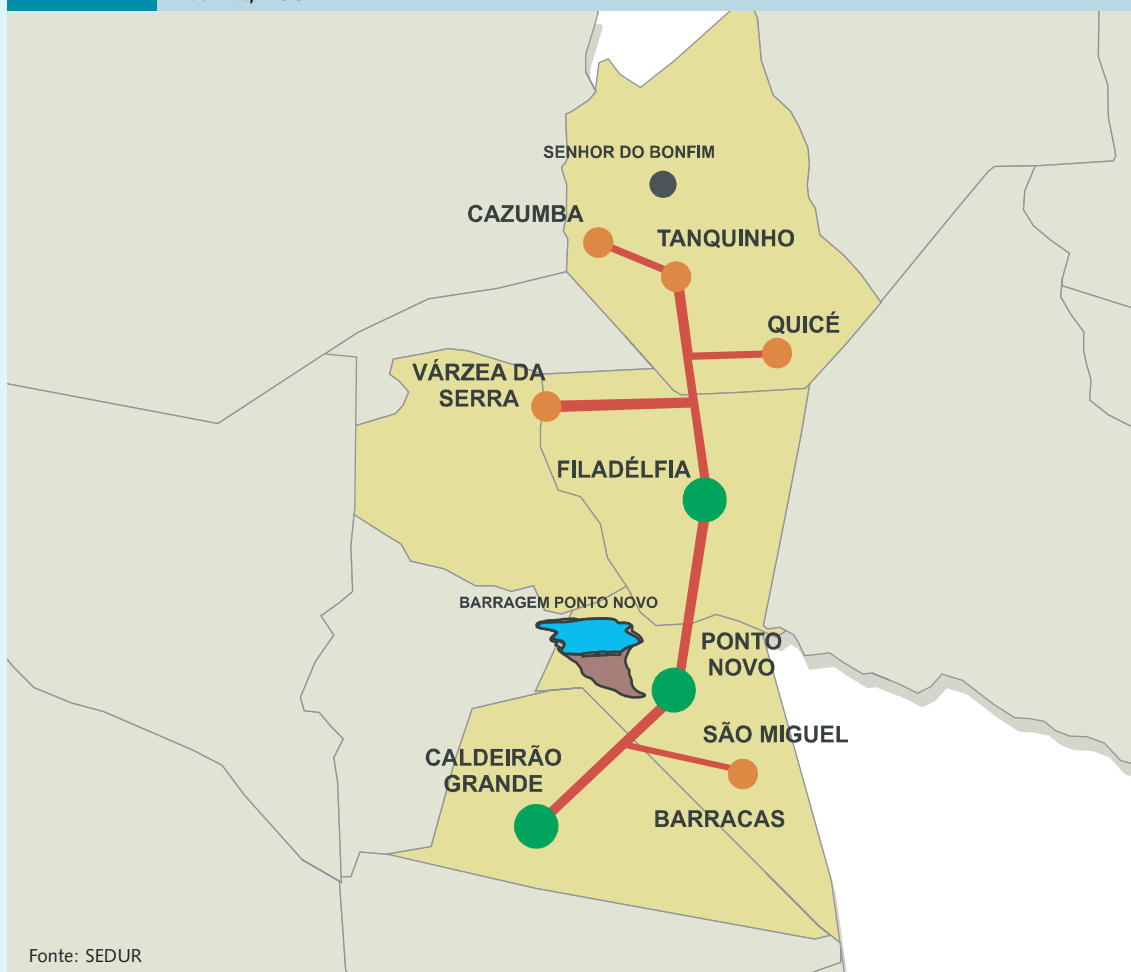 SENHOR DO BONFIM
CAZUMBA
TANQUINHO
QUICÉ
VÁRZEA DA
SERRA
FILADÉLFIA
BARRAGEM PONTO NOVO
PONTO
NOVO
SÃO MIGUEL
CALDEIRÃO
GRANDE
BARRACAS
Fonte: SEDUR